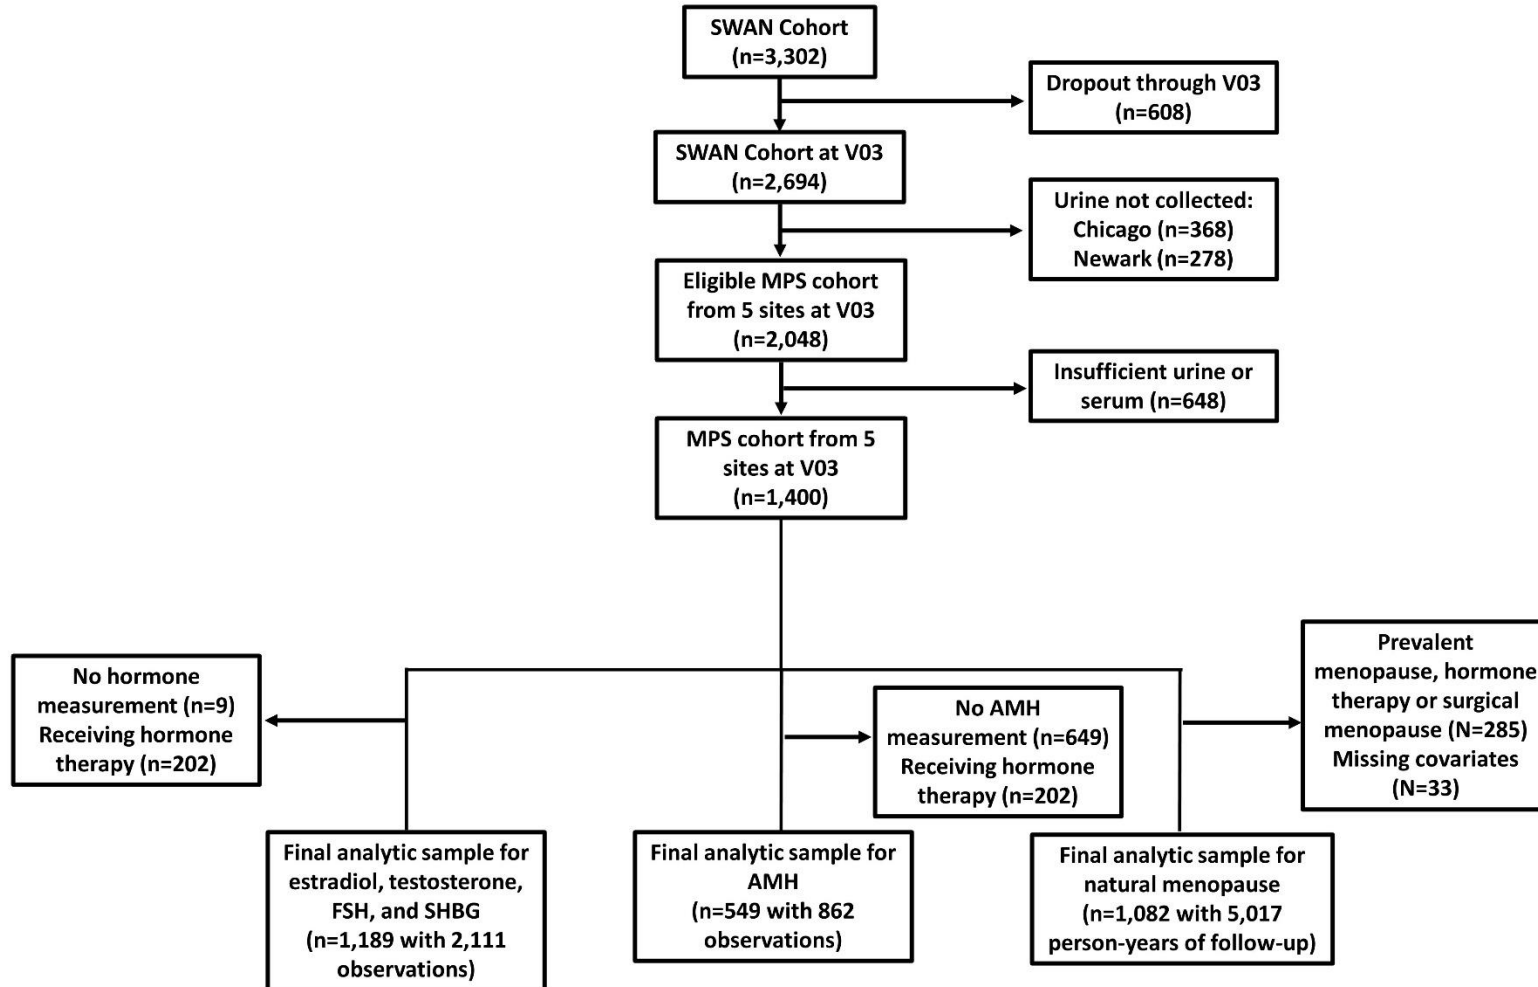 SWAN Cohort
(n=3,302)
Dropout through V03
(n=608)
SWAN Cohort at V03
(n=2,694)
Urine not collected:
Chicago (n=368)
Newark (n=278)
Eligible MPS cohort
from 5 sites at V03
(n=2,048)
Insufficient urine or
serum (n=648)
MPS cohort from 5
sites at V03
(n=1,400)
No hormone
measurement (n=9)
Receiving hormone
therapy (n=202)
No AMH
measurement (n=649)
Receiving hormone
therapy (n=202)
Prevalent
menopause, hormone
therapy or surgical
menopause (N=285)
Missing covariates
(N=33)
Final analytic sample for
estradiol, testosterone,
FSH, and SHBG
(n=1,189 with 2,111
observations)
Final analytic sample for
AMH
(n=549 with 862
observations)
Final analytic sample for
natural menopause
(n=1,082 with 5,017
person-years of follow-up)